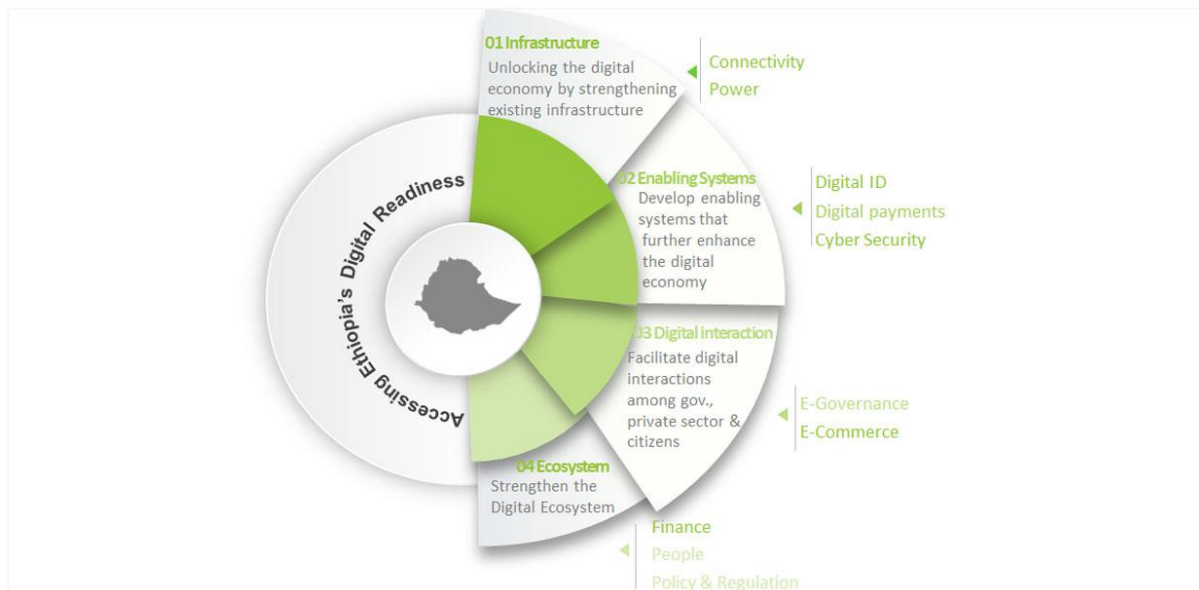 01 Infrastructure
Unlocking the digital
economy by strengthening
existing infrastructure
Connectivity
Power
Accessing Ethiopia's Digital Readiness
02 Enabling Systems
Develop enabling
systems that
further enhance
the digital
economy
Digital ID
Digital payments
Cyber Security
03 Digital interaction
Facilitate digital
interactions
among gov.,
private sector &
citizens
E-Governance
E-Commerce
04 Ecosystem
Strengthen the
Digital Ecosystem
Finance
People
Policy & Regulation